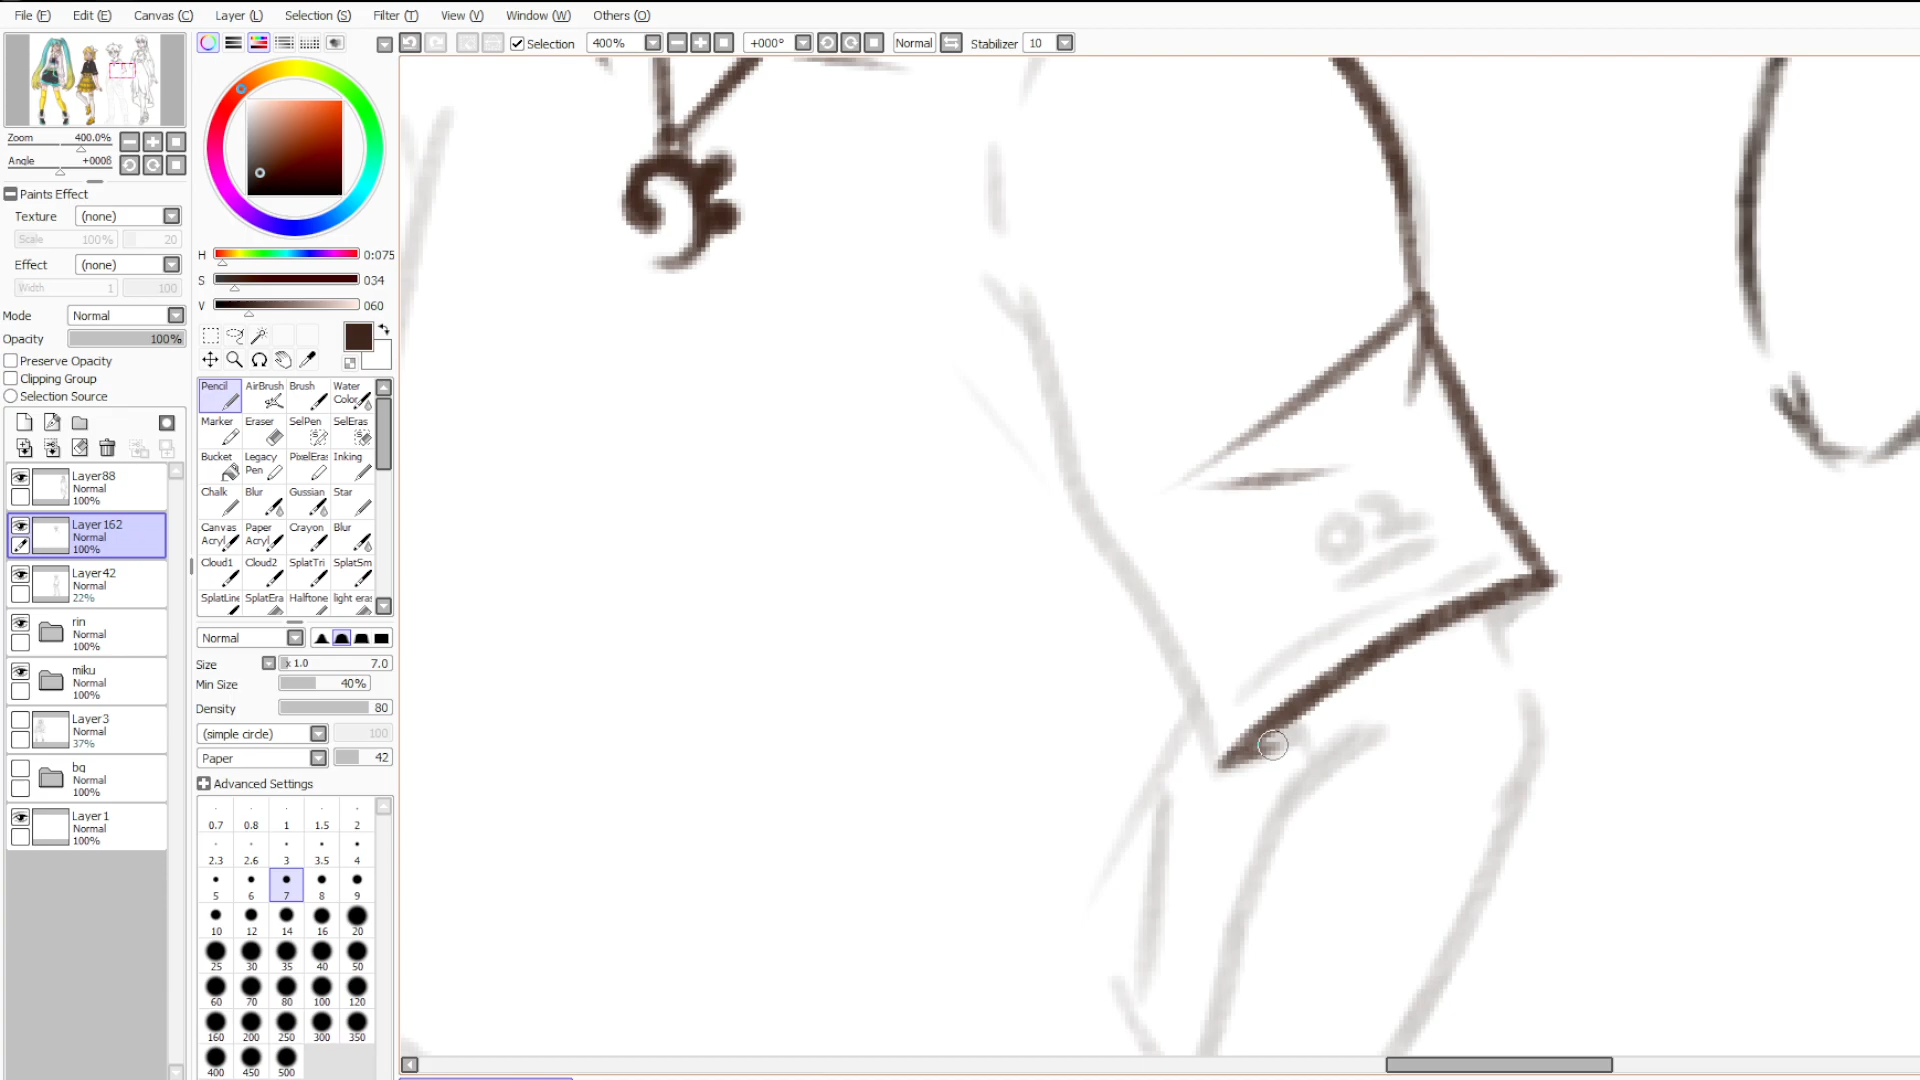 File (F) Edit (E) Canvas (C) Layer (L) Selection (S) Filter (T) View (V) Window (W) Others (O)
Selection 400% +000° Normal Stabilizer 10
Zoom 400.0%
Angle +0008
Paints Effect
Texture (none)
Scale 100% 20
Effect (none)
Width 1 100
Mode Normal
Opacity 100%
Preserve Opacity
Clipping Group
Selection Source
Layer88
Normal
100%
Layer162
Normal
100%
Layer42
Normal
22%
rin
Normal
100%
miku
Normal
100%
Layer3
Normal
37%
bg
Normal
100%
Layer1
Normal
100%
H 0:075
S 034
V 060
Pencil AirBrush Brush Water Color
Marker Eraser SelPen SelEras
Bucket Legacy Pen PixelEras Inking
Chalk Blur Gussian Star
Canvas Acryl Paper Acryl Crayon Blur
Cloud1 Cloud2 SplatTri SplatSm
SplatLine SplatEra Halftone light eras
Normal
Size x 1.0 7.0
Min Size 40%
Density 80
(simple circle) 100
Paper 42
Advanced Settings
0.7 0.8 1 1.5 2
2.3 2.6 3 3.5 4
5 6 7 8 9
10 12 14 16 20
25 30 35 40 50
60 70 80 100 120
160 200 250 300 350
400 450 500
02